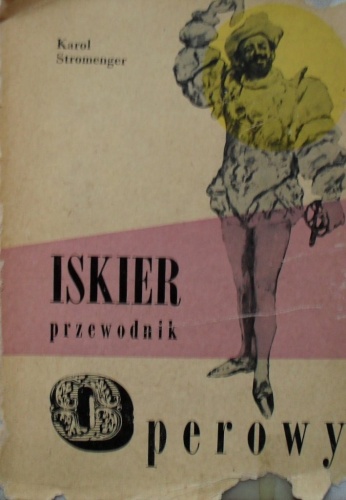 Karol
Stromenger
ISKIER
przewodnik
Operowy